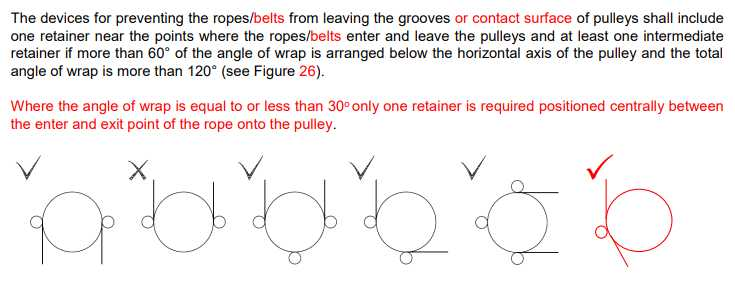 The devices for preventing the ropes/belts from leaving the grooves or contact surface of pulleys shall include
one retainer near the points where the ropes/belts enter and leave the pulleys and at least one intermediate
retainer if more than 60° of the angle of wrap is arranged below the horizontal axis of the pulley and the total
angle of wrap is more than 120° (see Figure 26).
Where the angle of wrap is equal to or less than 30º only one retainer is required positioned centrally between
the enter and exit point of the rope onto the pulley.